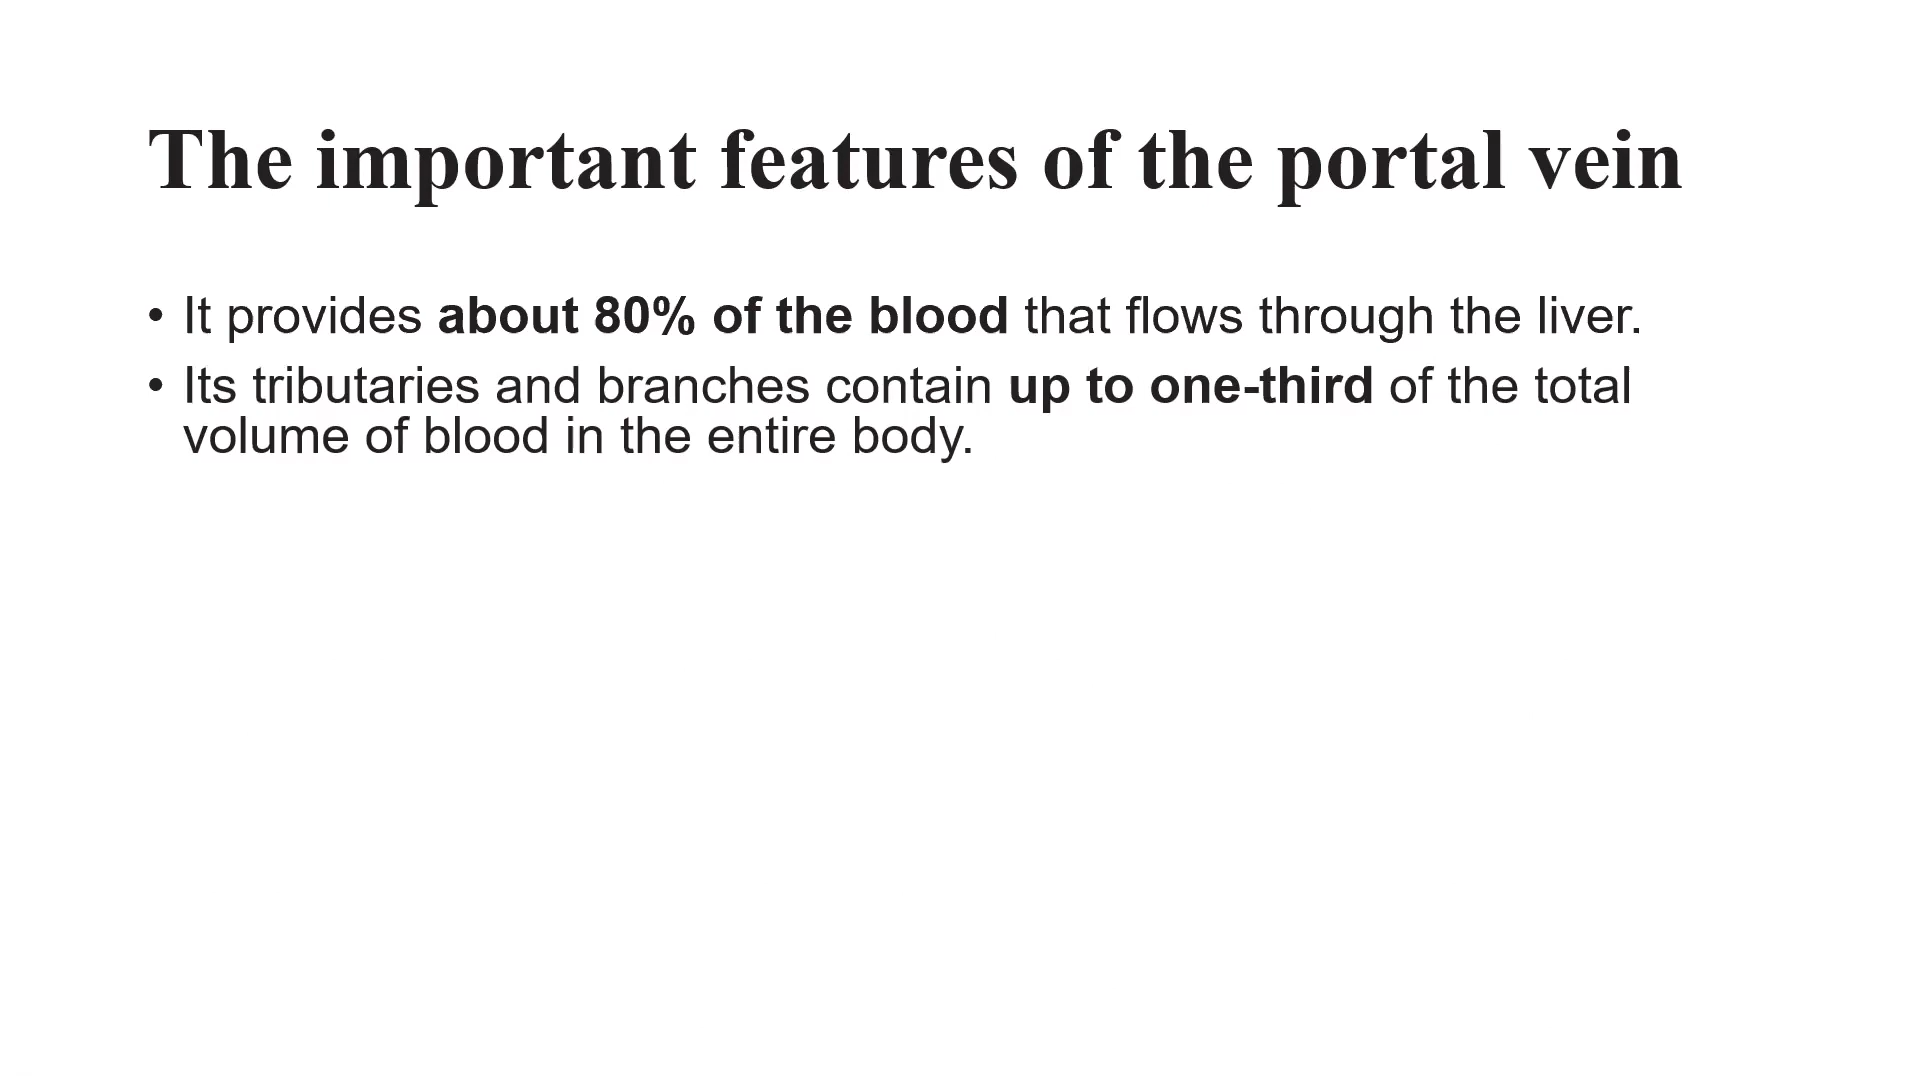 The important features of the portal vein
• It provides about 80% of the blood that flows through the liver.
• Its tributaries and branches contain up to one-third of the total
volume of blood in the entire body.